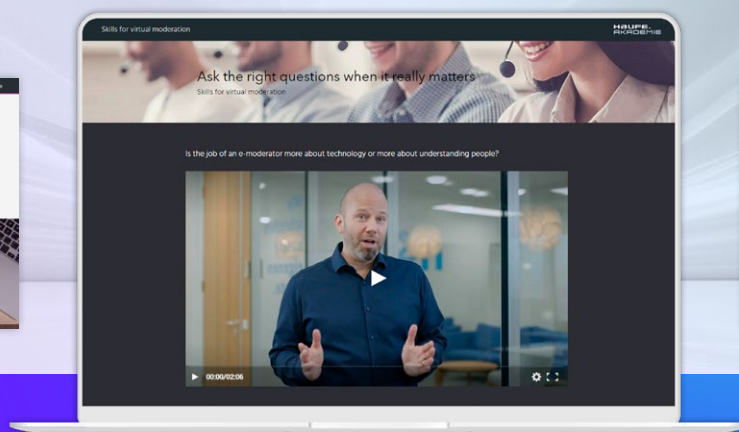 Skills for virtual moderation
HAUFE.
AKADEMIE
Ask the right questions when it really matters
Skills for virtual moderation
Is the job of an e-moderator more about technology or more about understanding people?
00:00/02:06